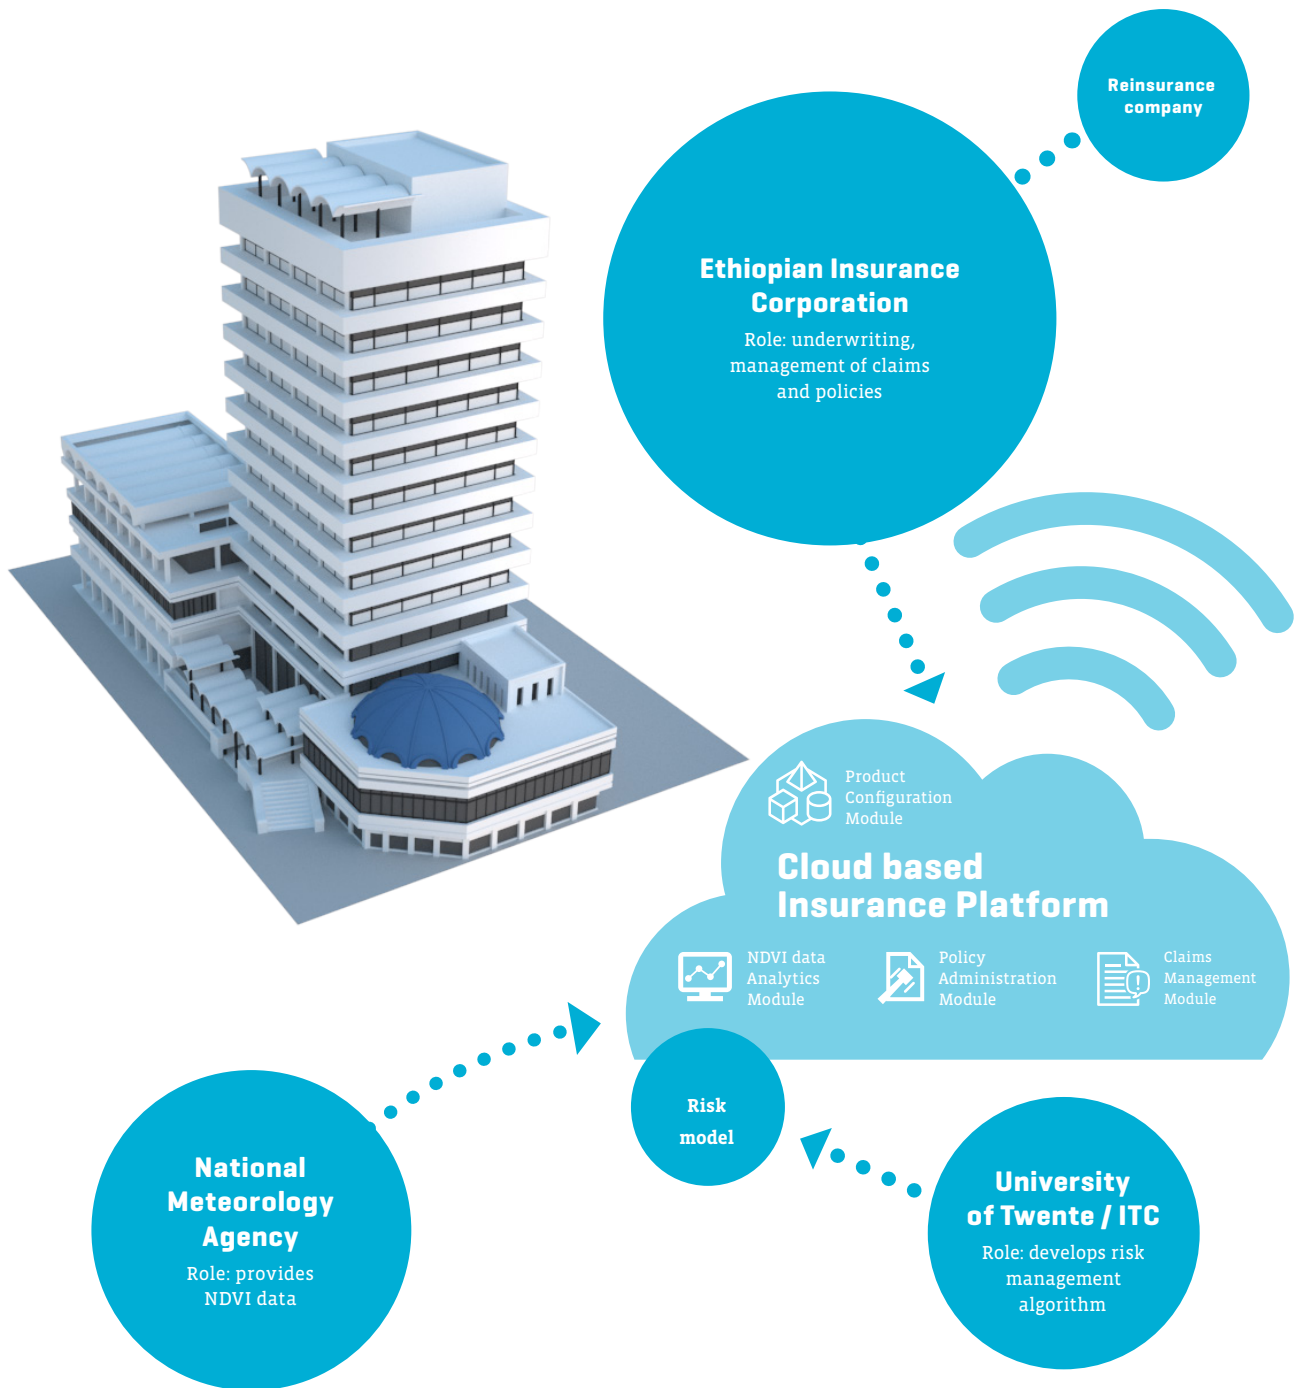 Reinsurance
company
Ethiopian Insurance
Corporation
Role: underwriting,
management of claims
and policies
Product
Configuration
Module
Cloud based
Insurance Platform
NDVI data
Analytics
Module
Policy
Administration
Module
Claims
Management
Module
Risk
model
National
Meteorology
Agency
Role: provides
NDVI data
University
of Twente / ITC
Role: develops risk
management
algorithm